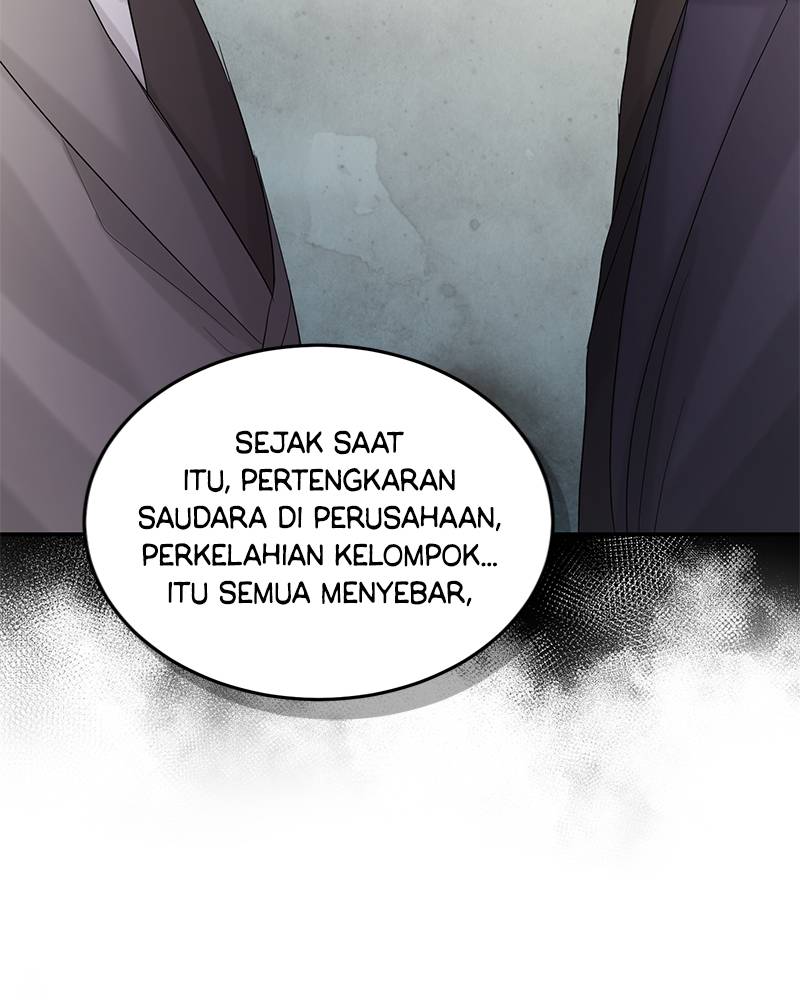 SEJAK SAAT
ITU, PERTENGKARAN
SAUDARA DI PERUSAHAAN,
PERKELAHIAN KELOMPOK...
ITU SEMUA MENYEBAR,